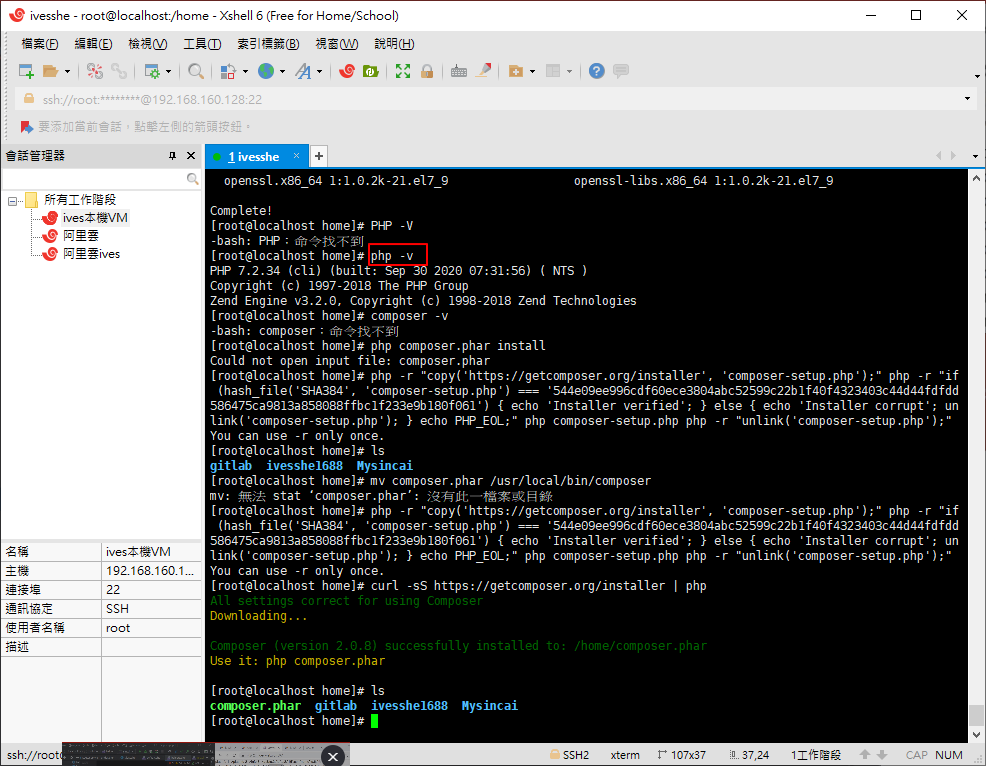 ivesshe - root@localhost:/home - Xshell 6 (Free for Home/School)
檔案(F) 編輯(E) 檢視(V) 工具(T) 索引標籤(B) 視窗(W) 說明(H)
ssh://root:********@192.168.160.128:22
要添加當前會話，點擊左側的箭頭按鈕。
會話管理器
1 ivesshe
所有工作階段
ives本機VM
阿里雲
阿里雲ives
名稱 ives本機VM
主機 192.168.160.1...
連接埠 22
通訊協定 SSH
使用者名稱 root
描述
openssl.x86_64 1:1.0.2k-21.el7_9 openssl-libs.x86_64 1:1.0.2k-21.el7_9
Complete!
[root@localhost home]# PHP -V
-bash: PHP：命令找不到
[root@localhost home]# php -v
PHP 7.2.34 (cli) (built: Sep 30 2020 07:31:56) ( NTS )
Copyright (c) 1997-2018 The PHP Group
Zend Engine v3.2.0, Copyright (c) 1998-2018 Zend Technologies
[root@localhost home]# composer -v
-bash: composer：命令找不到
[root@localhost home]# php composer.phar install
Could not open input file: composer.phar
[root@localhost home]# php -r "copy('https://getcomposer.org/installer', 'composer-setup.php');" php -r "if
(hash_file('SHA384', 'composer-setup.php') === '544e09ee996cdf60ece3804abc52599c22b1f40f4323403c44d44fdfdd
586475ca9813a858088ffbc1f233e9b180f061') { echo 'Installer verified'; } else { echo 'Installer corrupt'; un
link('composer-setup.php'); } echo PHP_EOL;" php composer-setup.php php -r "unlink('composer-setup.php');"
You can use -r only once.
[root@localhost home]# ls
gitlab ivesshe1688 Mysincai
[root@localhost home]# mv composer.phar /usr/local/bin/composer
mv: 無法 stat ‘composer.phar’: 沒有此一檔案或目錄
[root@localhost home]# php -r "copy('https://getcomposer.org/installer', 'composer-setup.php');" php -r "if
(hash_file('SHA384', 'composer-setup.php') === '544e09ee996cdf60ece3804abc52599c22b1f40f4323403c44d44fdfdd
586475ca9813a858088ffbc1f233e9b180f061') { echo 'Installer verified'; } else { echo 'Installer corrupt'; un
link('composer-setup.php'); } echo PHP_EOL;" php composer-setup.php php -r "unlink('composer-setup.php');"
You can use -r only once.
[root@localhost home]# curl -sS https://getcomposer.org/installer | php
All settings correct for using Composer
Downloading...
Composer (version 2.0.8) successfully installed to: /home/composer.phar
Use it: php composer.phar
[root@localhost home]# ls
composer.phar gitlab ivesshe1688 Mysincai
[root@localhost home]#
ssh://root SSH2 xterm 107x37 37,24 1工作階段 CAP NUM